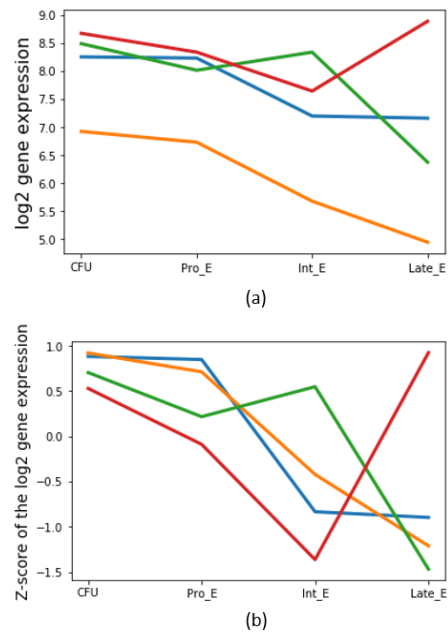 log2 gene expression
9.0
8.5
8.0
7.5
7.0
6.5
6.0
5.5
5.0
CFU Pro_E Int_E Late_E
(a)
Z-score of the log2 gene expression
1.0
0.5
0.0
−0.5
−1.0
−1.5
CFU Pro_E Int_E Late_E
(b)